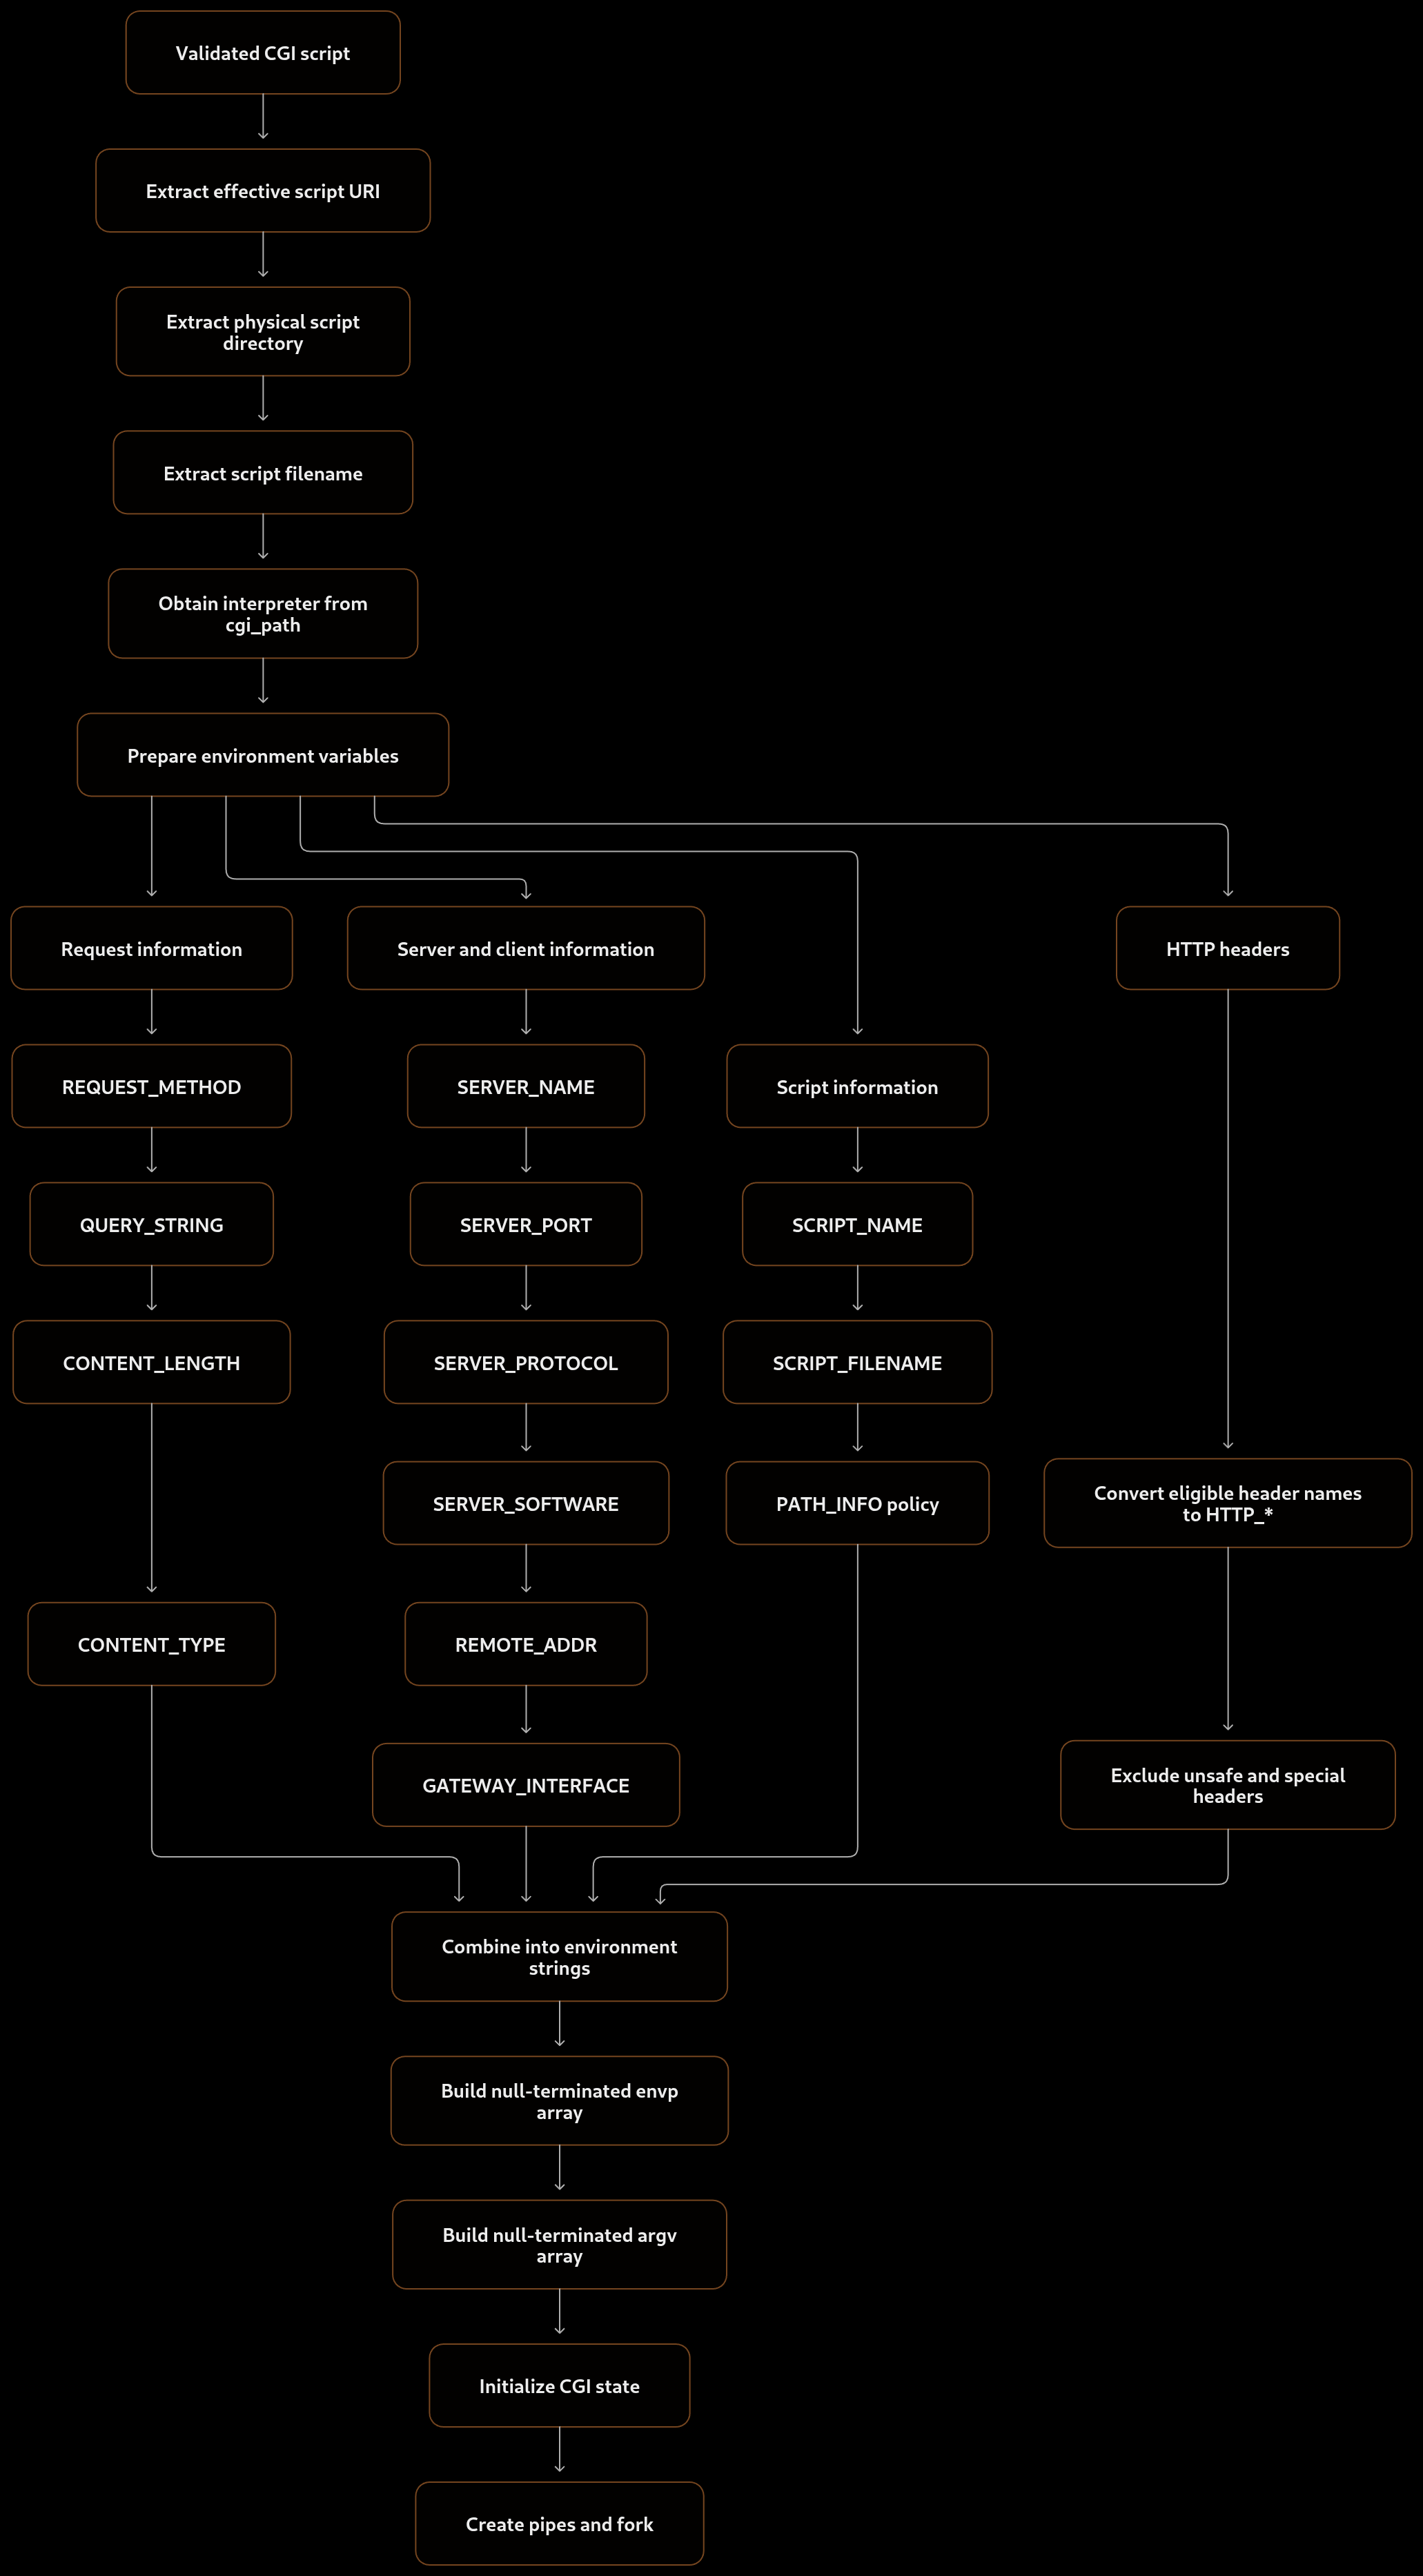 Validated CGI script
Extract effective script URI
Extract physical script
directory
Extract script filename
Obtain interpreter from
cgi_path
Prepare environment variables
Request information
Server and client information
HTTP headers
REQUEST_METHOD
SERVER_NAME
Script information
QUERY_STRING
SERVER_PORT
SCRIPT_NAME
CONTENT_LENGTH
SERVER_PROTOCOL
SCRIPT_FILENAME
SERVER_SOFTWARE
PATH_INFO policy
Convert eligible header names
to HTTP_*
CONTENT_TYPE
REMOTE_ADDR
GATEWAY_INTERFACE
Exclude unsafe and special
headers
Combine into environment
strings
Build null-terminated envp
array
Build null-terminated argv
array
Initialize CGI state
Create pipes and fork